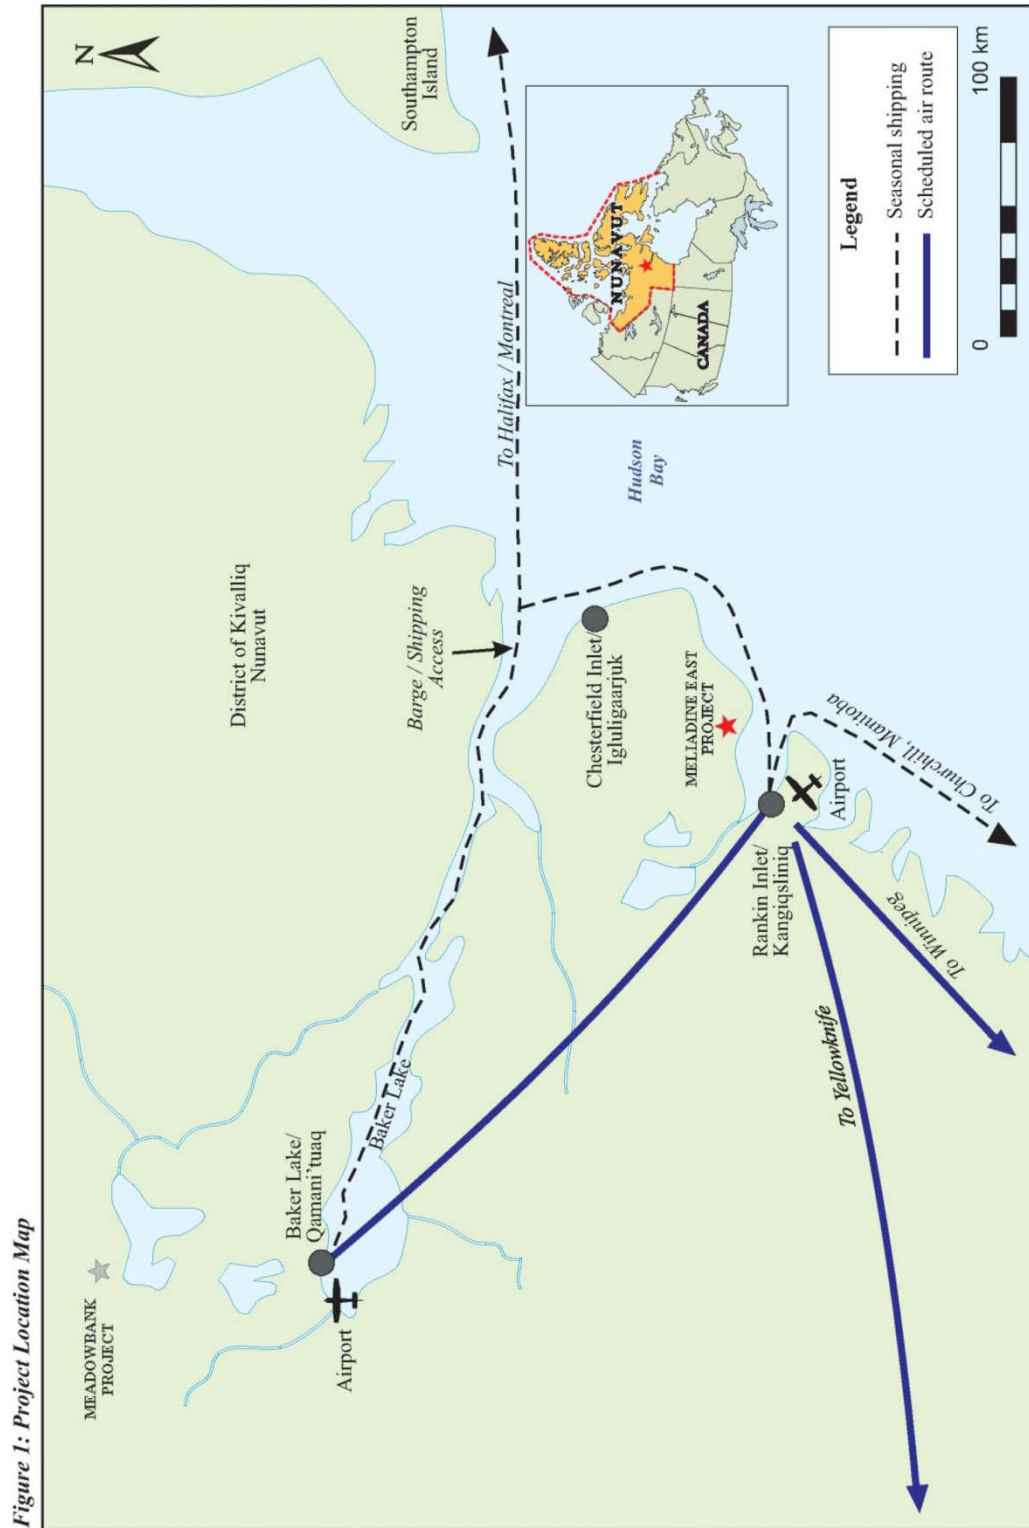 Figure 1: Project Location Map
MEADOWBANK
PROJECT
N
District of Kivalliq
Nunavut
Southampton
Island
Baker Lake/
Qamani'tuaq
Airport
Baker Lake
Barge / Shipping
Access
To Halifax / Montreal
Chesterfield Inlet/
Igluligaarjuk
Hudson
Bay
NUNAVUT
CANADA
MELIADINE EAST
PROJECT
Rankin Inlet/
Kangiqsliniq
Airport
To Yellowknife
To Winnipeg
To Churchill, Manitoba
Legend
Seasonal shipping
Scheduled air route
0
100 km